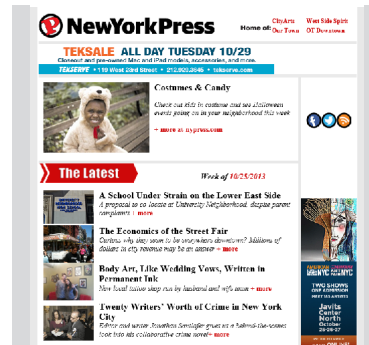 NewYorkPress
Home of:
CityArts
West Side Spirit
Our Town
OT Downtown
TEKSALE ALL DAY TUESDAY 10/29
Closeout and pre-owned Mac and iPad models, accessories, and more.
TEKSERVE • 119 West 23rd Street • 212.929.3645 • tekserve.com
Costumes & Candy
Check out kids in costume and see Halloween
events going on in your neighborhood this week
+ more at nypress.com
The Latest
Week of 10/25/2013
A School Under Strain on the Lower East Side
A proposal to co-locate at University Neighborhood, despite parent
complaints + more
The Economics of the Street Fair
Curious why they seem to be everywhere downtown? Millions of
dollars in city revenue may be an answer + more
Body Art, Like Wedding Vows, Written in
Permanent Ink
New local tattoo shop run by husband and wife team + more
Twenty Writers' Worth of Crime in New York
City
Editor and writer Jonathan Santlofer gives us a behind-the-scenes
look into his collaborative crime novel + more
TWO SHOWS
ONE ADMISSION
Javits
Center
North
October